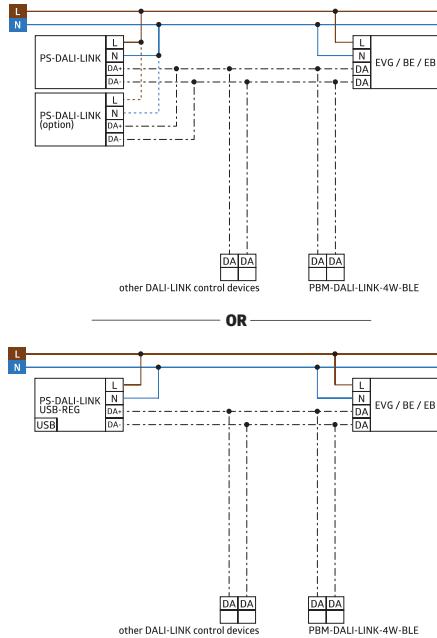 L
N
PS-DALI-LINK
L
N
DA+
DA-
L
N
DA
DA
EVG / BE / EB
PS-DALI-LINK
(option)
L
N
DA+
DA-
DA DA
DA DA
other DALI-LINK control devices
PBM-DALI-LINK-4W-BLE
OR
L
N
PS-DALI-LINK
USB-REG
USB
L
N
DA+
DA-
L
N
DA
DA
EVG / BE / EB
DA DA
DA DA
other DALI-LINK control devices
PBM-DALI-LINK-4W-BLE